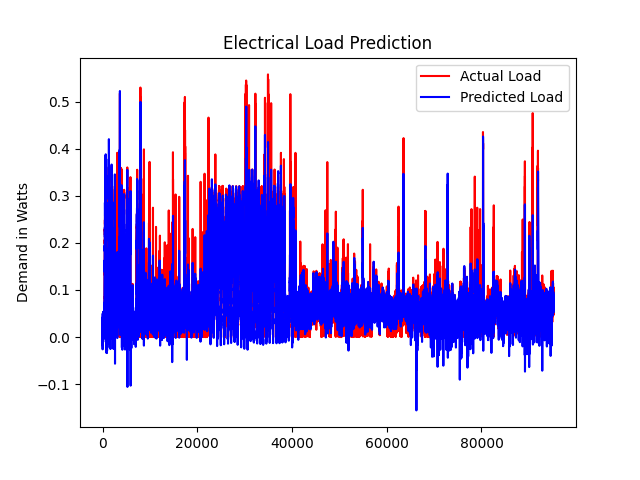 Electrical Load Prediction
Actual Load
Predicted Load
Demand in Watts
0.5
0.4
0.3
0.2
0.1
0.0
−0.1
0 20000 40000 60000 80000